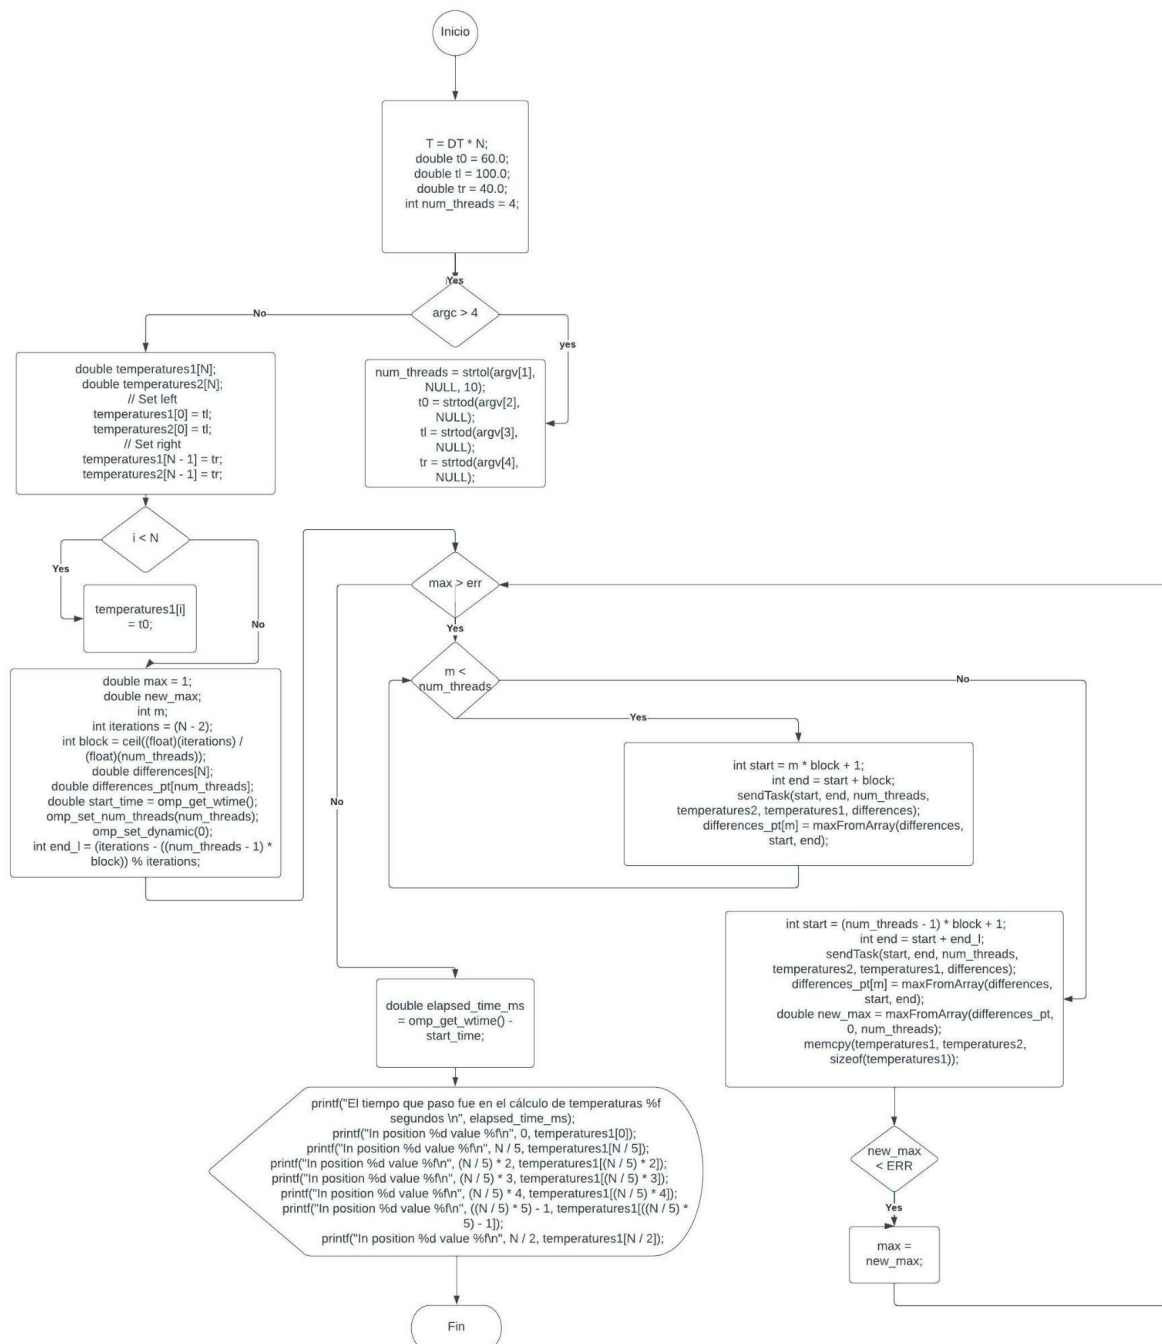 Inicio
T = DT * N;
double t0 = 60.0;
double tl = 100.0;
double tr = 40.0;
int num_threads = 4;
Yes
argc > 4
No
yes
num_threads = strtol(argv[1],
NULL, 10);
t0 = strtod(argv[2],
NULL);
tl = strtod(argv[3],
NULL);
tr = strtod(argv[4],
NULL);
double temperatures1[N];
double temperatures2[N];
// Set left
temperatures1[0] = tl;
temperatures2[0] = tl;
// Set right
temperatures1[N - 1] = tr;
temperatures2[N - 1] = tr;
i < N
Yes
No
temperatures1[i]
= t0;
double max = 1;
double new_max;
int m;
int iterations = (N - 2);
int block = ceil((float)(iterations) /
(float)(num_threads));
double differences[N];
double differences_pt[num_threads];
double start_time = omp_get_wtime();
omp_set_num_threads(num_threads);
omp_set_dynamic(0);
int end_l = (iterations - ((num_threads - 1) *
block)) % iterations;
max > err
Yes
No
m <
num_threads
No
Yes
int start = m * block + 1;
int end = start + block;
sendTask(start, end, num_threads,
temperatures2, temperatures1, differences);
differences_pt[m] = maxFromArray(differences,
start, end);
int start = (num_threads - 1) * block + 1;
int end = start + end_l;
sendTask(start, end, num_threads,
temperatures2, temperatures1, differences);
differences_pt[m] = maxFromArray(differences,
start, end);
double new_max = maxFromArray(differences_pt,
0, num_threads);
memcpy(temperatures1, temperatures2,
sizeof(temperatures1));
new_max
< ERR
Yes
max =
new_max;
double elapsed_time_ms
= omp_get_wtime() -
start_time;
printf("El tiempo que paso fue en el cálculo de temperaturas %f
segundos \n", elapsed_time_ms);
printf("In position %d value %f\n", 0, temperatures1[0]);
printf("In position %d value %f\n", N / 5, temperatures1[N / 5]);
printf("In position %d value %f\n", (N / 5) * 2, temperatures1[(N / 5) * 2]);
printf("In position %d value %f\n", (N / 5) * 3, temperatures1[(N / 5) * 3]);
printf("In position %d value %f\n", (N / 5) * 4, temperatures1[(N / 5) * 4]);
printf("In position %d value %f\n", ((N / 5) * 5) - 1, temperatures1[((N / 5) *
5) - 1]);
printf("In position %d value %f\n", N / 2, temperatures1[N / 2]);
Fin